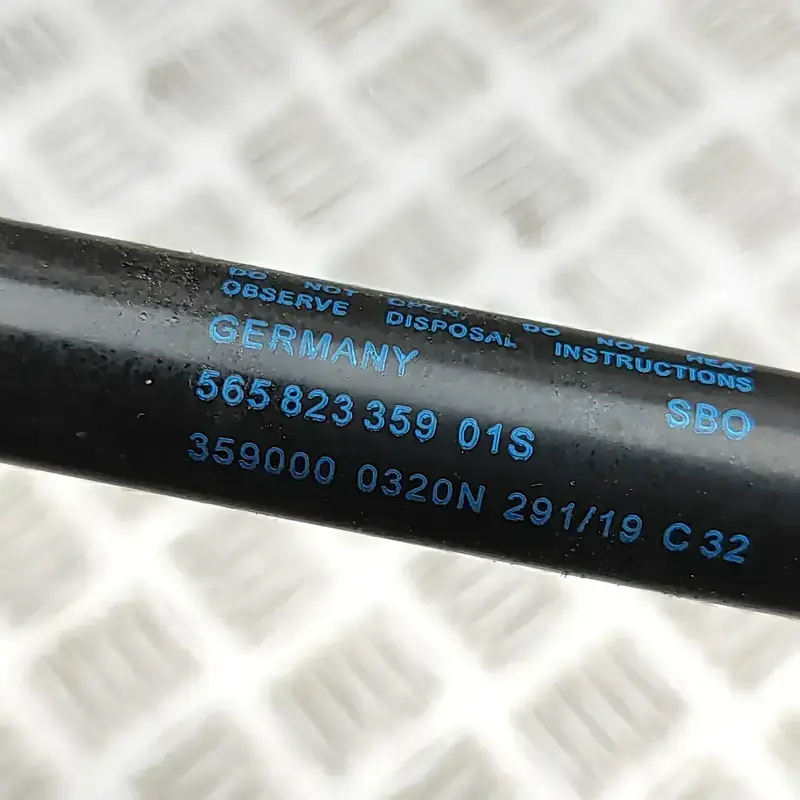 DO NOT OPEN, DO NOT HEAT
OBSERVE DISPOSAL INSTRUCTIONS
GERMANY SBO
565 823 359 01S
359000 0320N 291/19 C 32